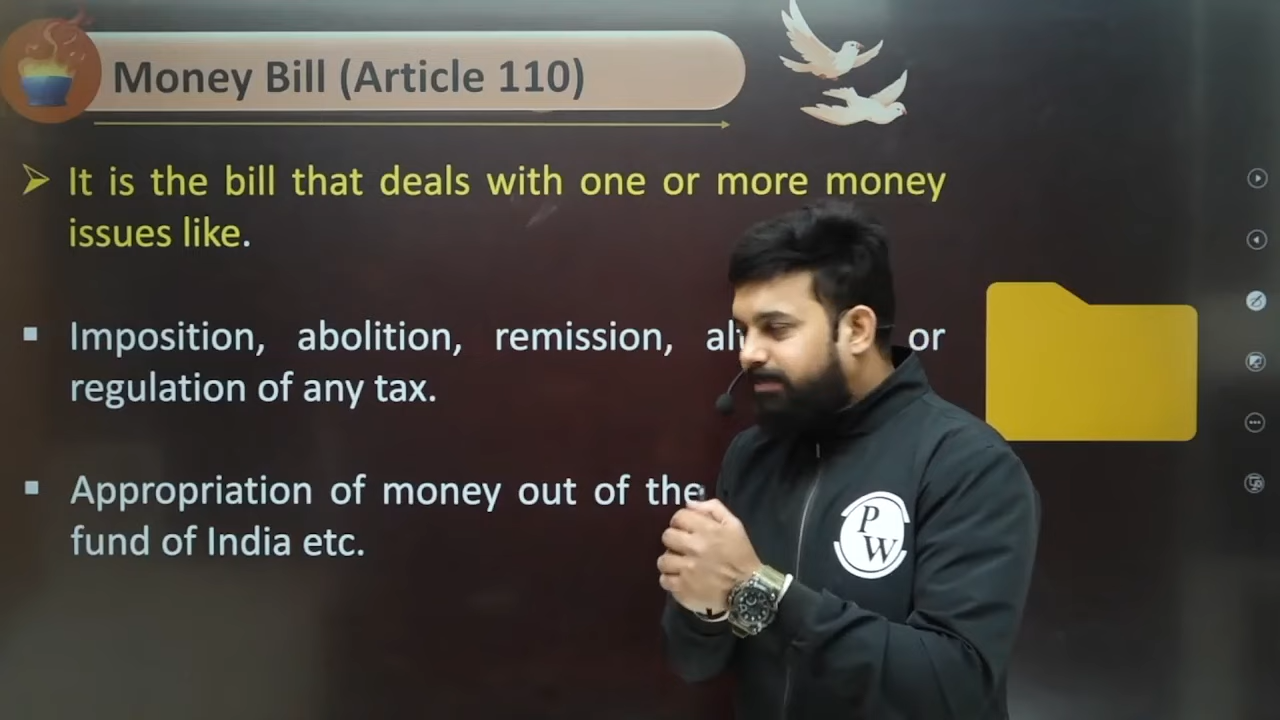 Money Bill (Article 110)
It is the bill that deals with one or more money
issues like.
Imposition, abolition, remission, or
regulation of any tax.
Appropriation of money out of the
fund of India etc.
P
W